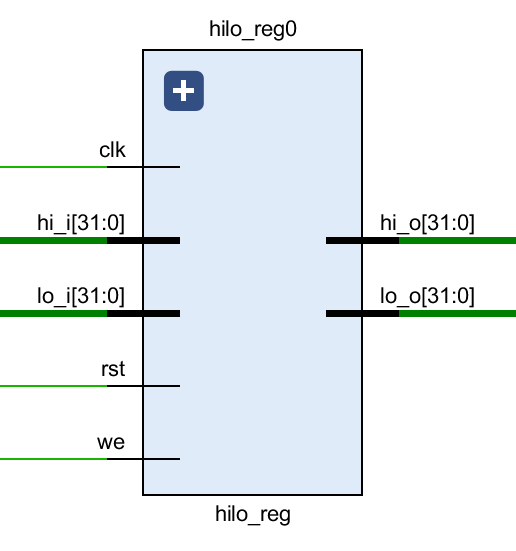 hilo_reg0
clk
hi_i[31:0]
hi_o[31:0]
lo_i[31:0]
lo_o[31:0]
rst
we
hilo_reg